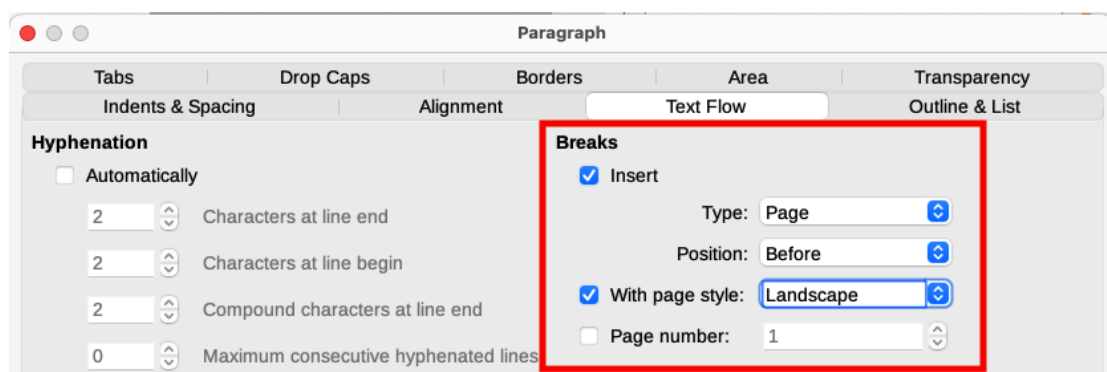 Paragraph
Tabs Drop Caps Borders Area Transparency
Indents & Spacing Alignment Text Flow Outline & List
Hyphenation
Automatically
2 Characters at line end
2 Characters at line begin
2 Compound characters at line end
0 Maximum consecutive hyphenated lines
Breaks
Insert
Type: Page
Position: Before
With page style: Landscape
Page number: 1